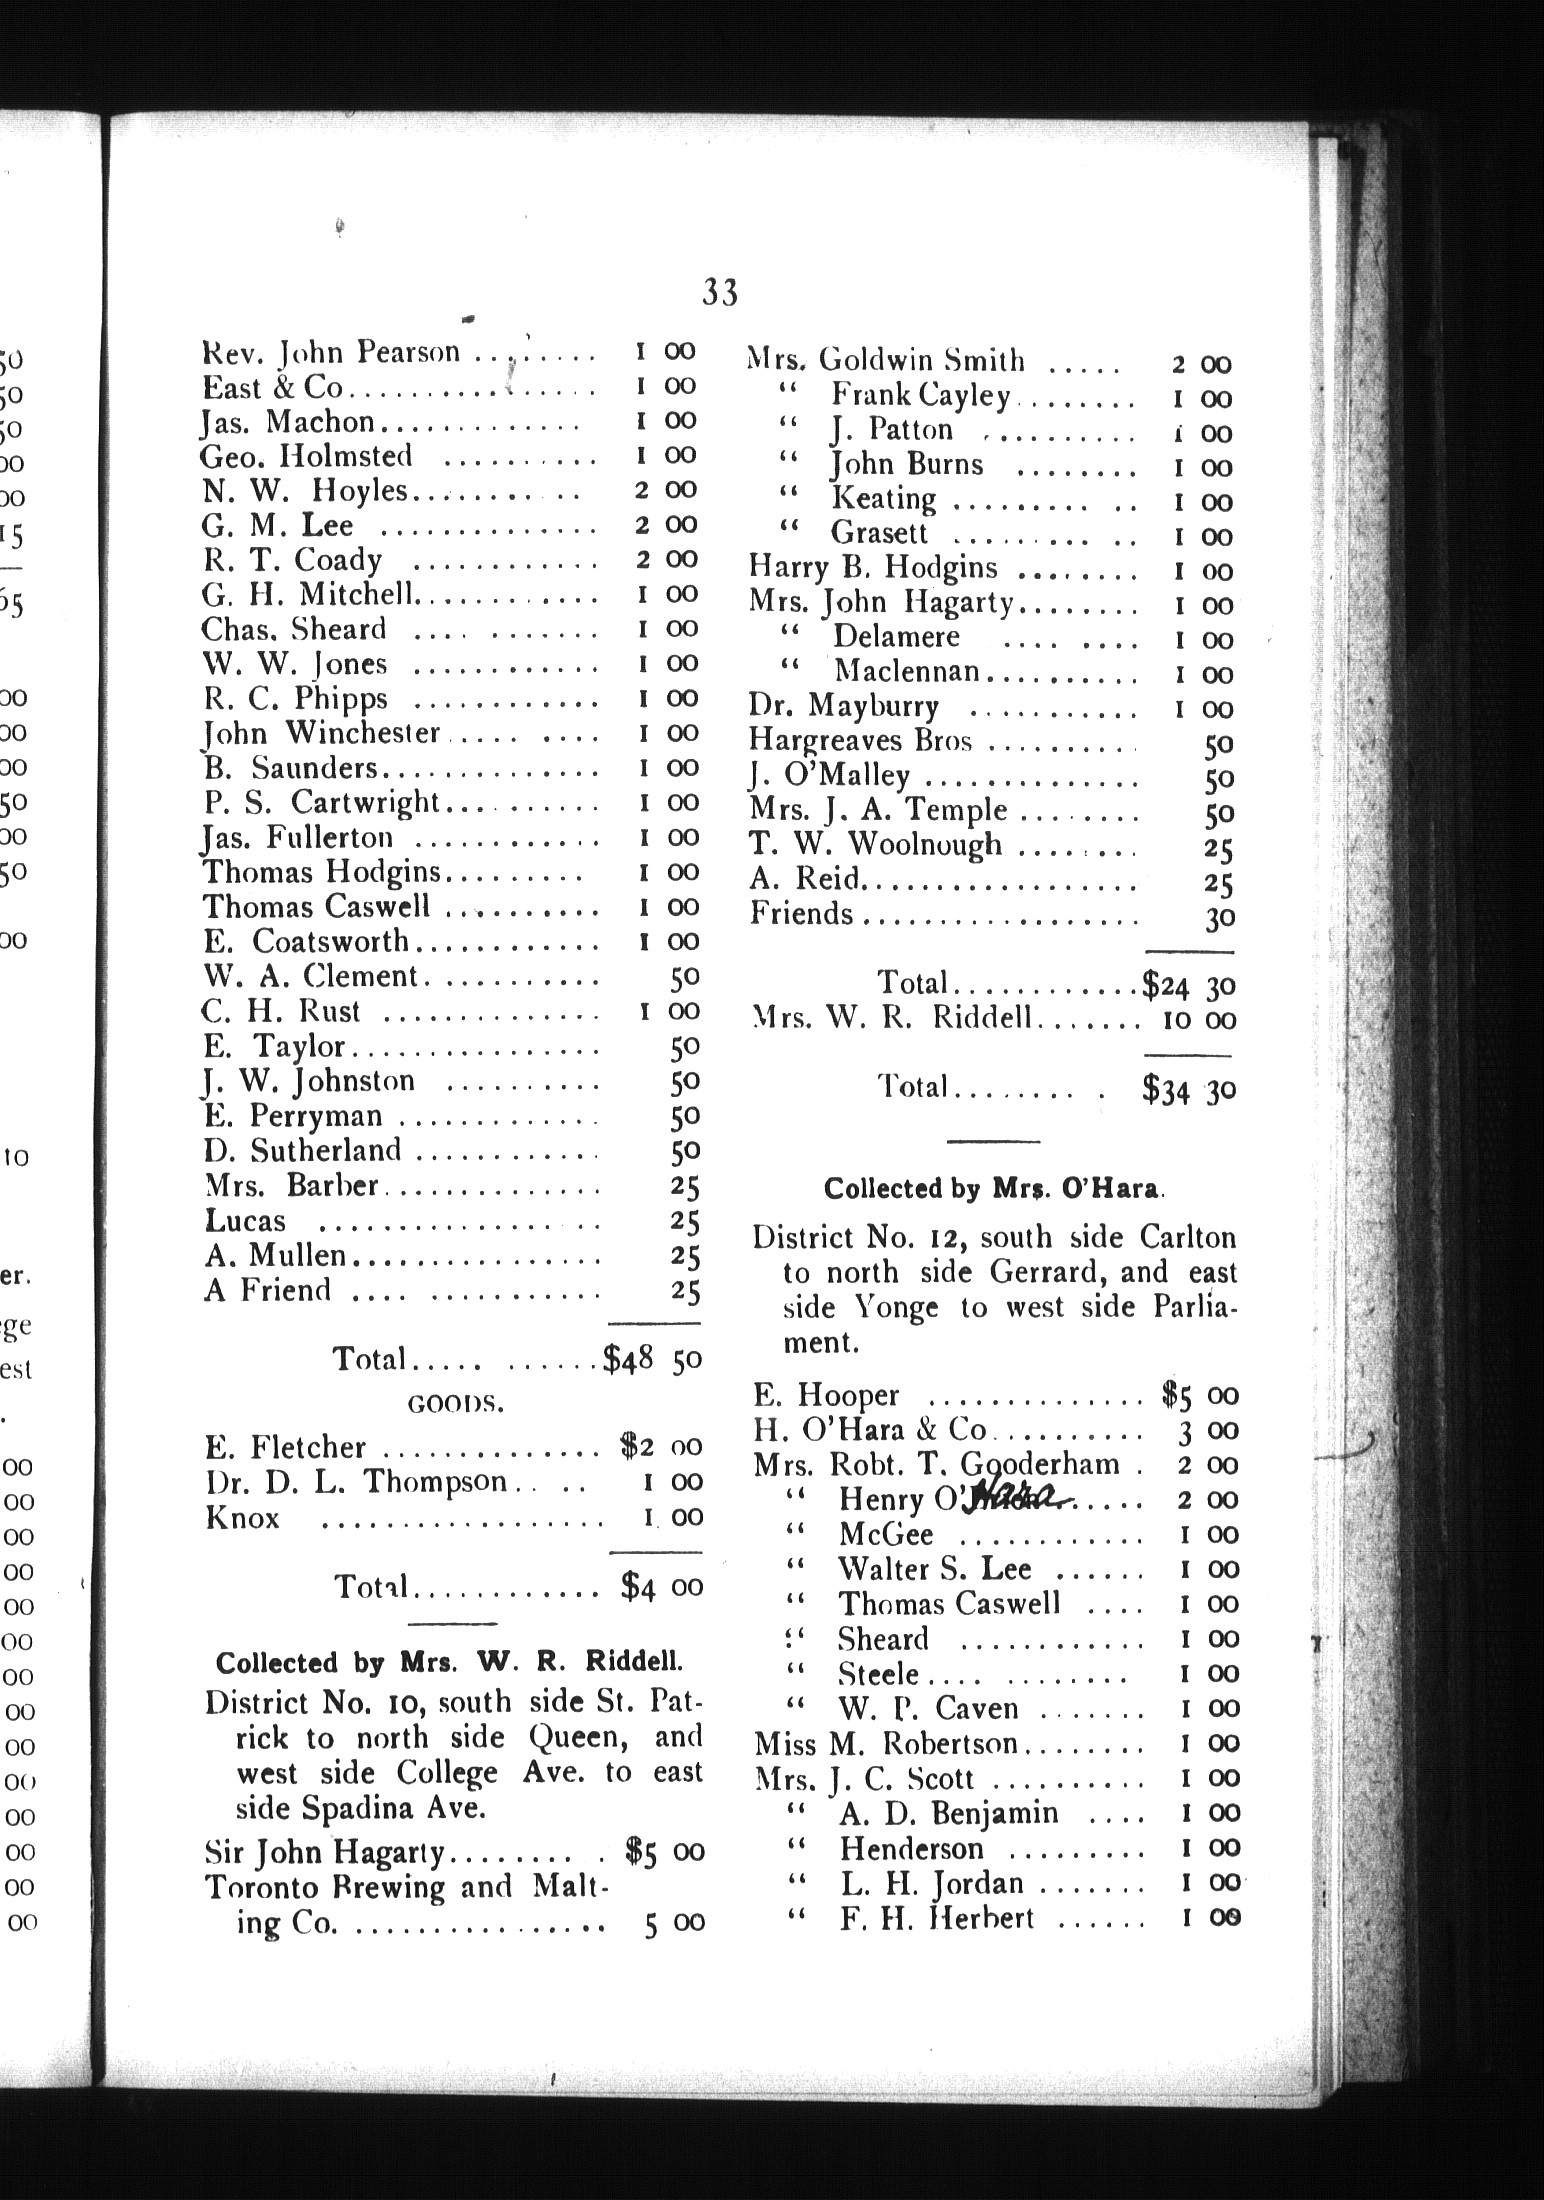 33
Rev. John Pearson ........ 1 00
East & Co............. 1 00
Jas. Machon............. 1 00
Geo. Holmsted .......... 1 00
N. W. Hoyles........... 2 00
G. M. Lee .............. 2 00
R. T. Coady ............ 2 00
G. H. Mitchell............ 1 00
Chas. Sheard .... ....... 1 00
W. W. Jones ............ 1 00
R. C. Phipps ............ 1 00
John Winchester..... .... 1 00
B. Saunders.............. 1 00
P. S. Cartwright.......... 1 00
Jas. Fullerton ............ 1 00
Thomas Hodgins......... 1 00
Thomas Caswell .......... 1 00
E. Coatsworth............ 1 00
W. A. Clement........... 50
C. H. Rust .............. 1 00
E. Taylor................. 50
J. W. Johnston .......... 50
E. Perryman ............. 50
D. Sutherland ............ 50
Mrs. Barber.............. 25
Lucas ............. .. 25
A. Mullen................ 25
A Friend .... ........... 25
Total..... ......$48 50
GOODS.
E. Fletcher .............. $2 00
Dr. D. L. Thompson.. .. 1 00
Knox .................. 1 00
Total............ $4 00
Collected by Mrs. W. R. Riddell.
District No. 10, south side St. Pat-
rick to north side Queen, and
west side College Ave. to east
side Spadina Ave.
Sir John Hagarty........ . $5 00
Toronto Brewing and Malt-
ing Co. ................ 5 00
Mrs. Goldwin Smith ..... 2 00
“ Frank Cayley........ 1 00
“ J. Patton .......... 1 00
“ John Burns ........ 1 00
“ Keating ......... .. 1 00
“ Grasett ......... .. 1 00
Harry B. Hodgins ........ 1 00
Mrs. John Hagarty........ 1 00
“ Delamere .... .... 1 00
“ Maclennan.......... 1 00
Dr. Mayburry ........... 1 00
Hargreaves Bros .......... 50
J. O'Malley .............. 50
Mrs. J. A. Temple ........ 50
T. W. Woolnough ........ 25
A. Reid.................. 25
Friends .................. 30
Total............$24 30
Mrs. W. R. Riddell....... 10 00
Total........ . $34 30
Collected by Mrs. O'Hara.
District No. 12, south side Carlton
to north side Gerrard, and east
side Yonge to west side Parlia-
ment.
E. Hooper .............. $5 00
H. O'Hara & Co.......... 3 00
Mrs. Robt. T. Gooderham . 2 00
“ Henry O'Hara...... 2 00
“ McGee ............ 1 00
“ Walter S. Lee ...... 1 00
“ Thomas Caswell .... 1 00
“ Sheard ............ 1 00
“ Steele.... ........ 1 00
“ W. P. Caven ....... 1 00
Miss M. Robertson........ 1 00
Mrs. J. C. Scott .......... 1 00
“ A. D. Benjamin .... 1 00
“ Henderson ......... 1 00
“ L. H. Jordan ....... 1 00
“ F. H. Herbert ...... 1 00